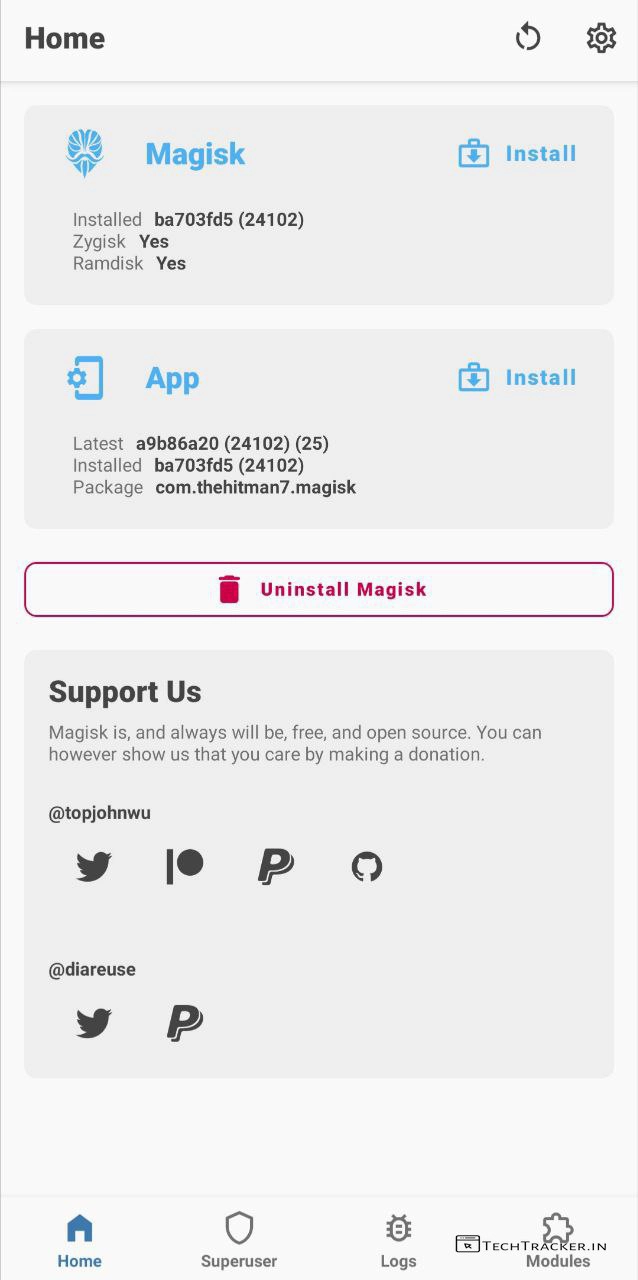 Home
Magisk
Install
Installed ba703fd5 (24102)
Zygisk Yes
Ramdisk Yes
App
Install
Latest a9b86a20 (24102) (25)
Installed ba703fd5 (24102)
Package com.thehitman7.magisk
Uninstall Magisk
Support Us
Magisk is, and always will be, free, and open source. You can
however show us that you care by making a donation.
@topjohnwu
@diareuse
TechTracker.in
Home
Superuser
Logs
Modules